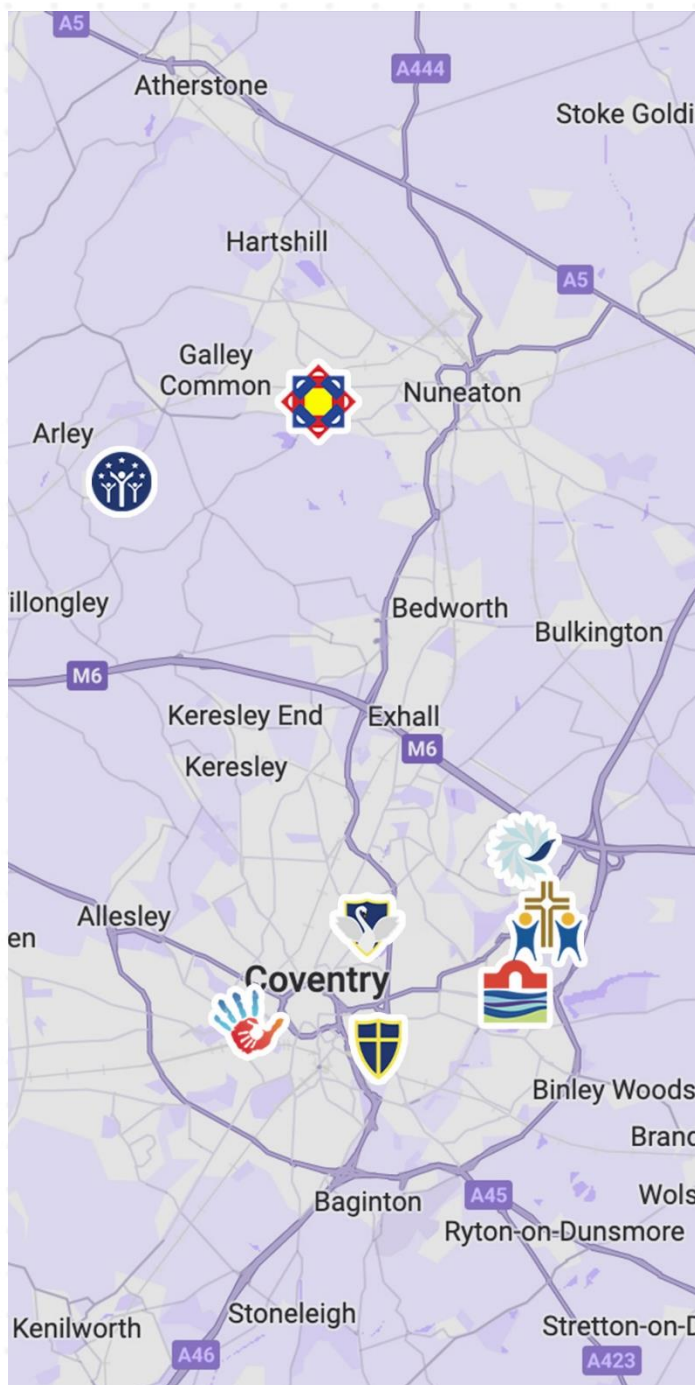 A5
Atherstone
A444
Stoke Goldi
Hartshill
A5
Galley
Common
Nuneaton
Arley
illongley
Bedworth
Bulkington
M6
Keresley End
Exhall
M6
Keresley
Allesley
en
Coventry
Binley Woods
Branc
Baginton
A45
Wols
Ryton-on-Dunsmore
Stoneleigh
Kenilworth
Stretton-on-D
A46
A423